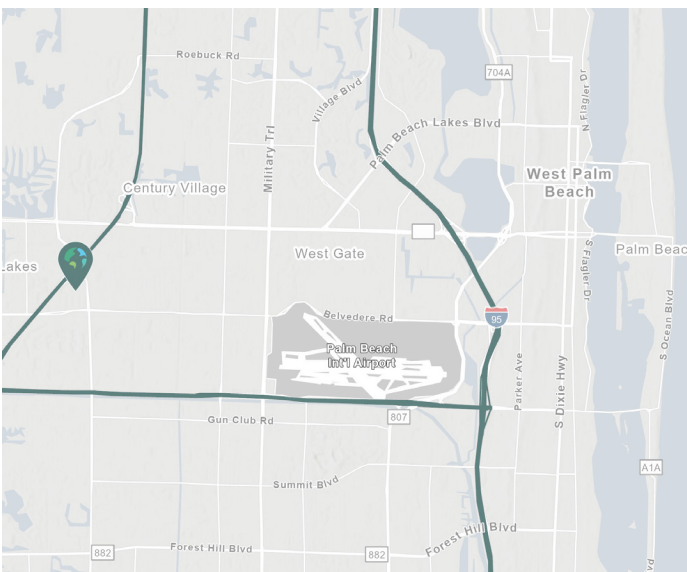 Roebuck Rd
704A
Village Blvd
N Flagler Dr
Palm Beach Lakes Blvd
Military Trl
West Palm
Beach
Century Village
West Gate
S Flagler Dr
Palm Beac
Lakes
S Ocean Blvd
Belvedere Rd
95
Palm Beach
Int'l Airport
Parker Ave
S Dixie Hwy
807
Gun Club Rd
A1A
Summit Blvd
Forest Hill Blvd
882
Forest Hill Blvd
882
vd